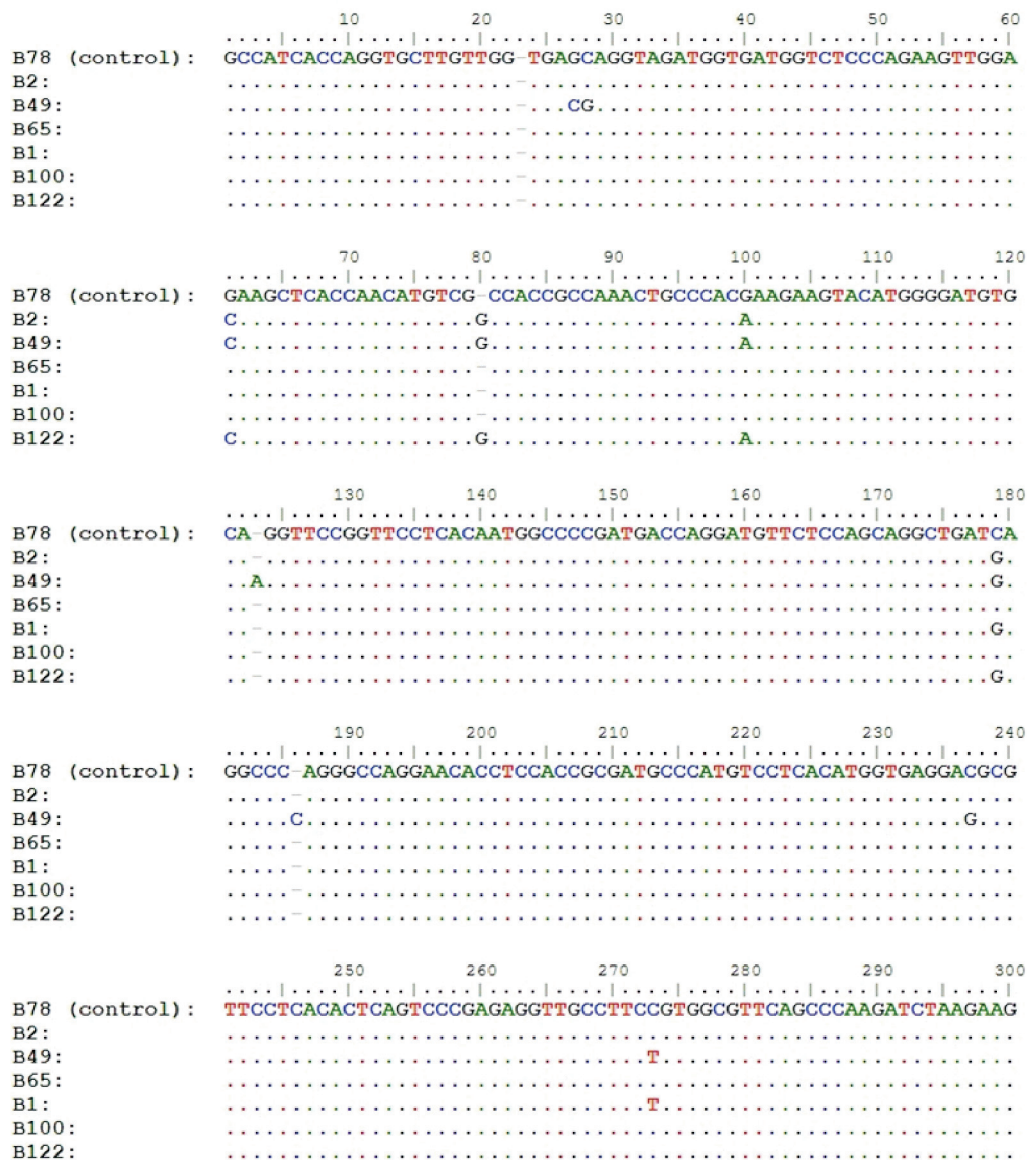 10 20 30 40 50 60
....|....|....|....|....|....|....|....|....|....|....|....|
B78 (control): GCCATCACCAGGTGCTTGTTGG-TGAGCAGGTAGATGGTGATGGTCTCCCAGAAGTTGGA
B2: ......................-.....................................
B49: ......................-...CG................................
B65: ......................-.....................................
B1: ......................-.....................................
B100: ......................-.....................................
B122: ......................-.....................................
70 80 90 100 110 120
....|....|....|....|....|....|....|....|....|....|....|....|
B78 (control): GAAGCTCACCAACATGTCG-CCACCGCCAAACTGCCCACGAAGAAGTACATGGGGATGTG
B2: C..................G...................A....................
B49: C..................G...................A....................
B65: ...................-........................................
B1: ...................-........................................
B100: ...................-........................................
B122: C..................G...................A....................
130 140 150 160 170 180
....|....|....|....|....|....|....|....|....|....|....|....|
B78 (control): CA-GGTTCCGGTTCCTCACAATGGCCCCGATGACCAGGATGTTCTCCAGCAGGCTGATCA
B2: ..-.......................................................G.
B49: ..A.......................................................G.
B65: ..-.........................................................
B1: ..-.......................................................G.
B100: ..-.........................................................
B122: ..-.......................................................G.
190 200 210 220 230 240
....|....|....|....|....|....|....|....|....|....|....|....|
B78 (control): GGCCC-AGGGCCAGGAACACCTCCACCGCGATGCCCATGTCCTCACATGGTGAGGACGCG
B2: .....-......................................................
B49: .....C..................................................G...
B65: .....-......................................................
B1: .....-......................................................
B100: .....-......................................................
B122: .....-......................................................
250 260 270 280 290 300
....|....|....|....|....|....|....|....|....|....|....|....|
B78 (control): TTCCTCACACTCAGTCCCGAGAGGTTGCCTTCCGTGGCGTTCAGCCCAAGATCTAAGAAG
B2: ............................................................
B49: ................................T...........................
B65: ............................................................
B1: ................................T...........................
B100: ............................................................
B122: ............................................................